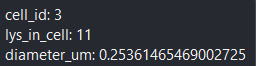 cell_id: 3
lys_in_cell: 11
diameter_um: 0.25361465469002725